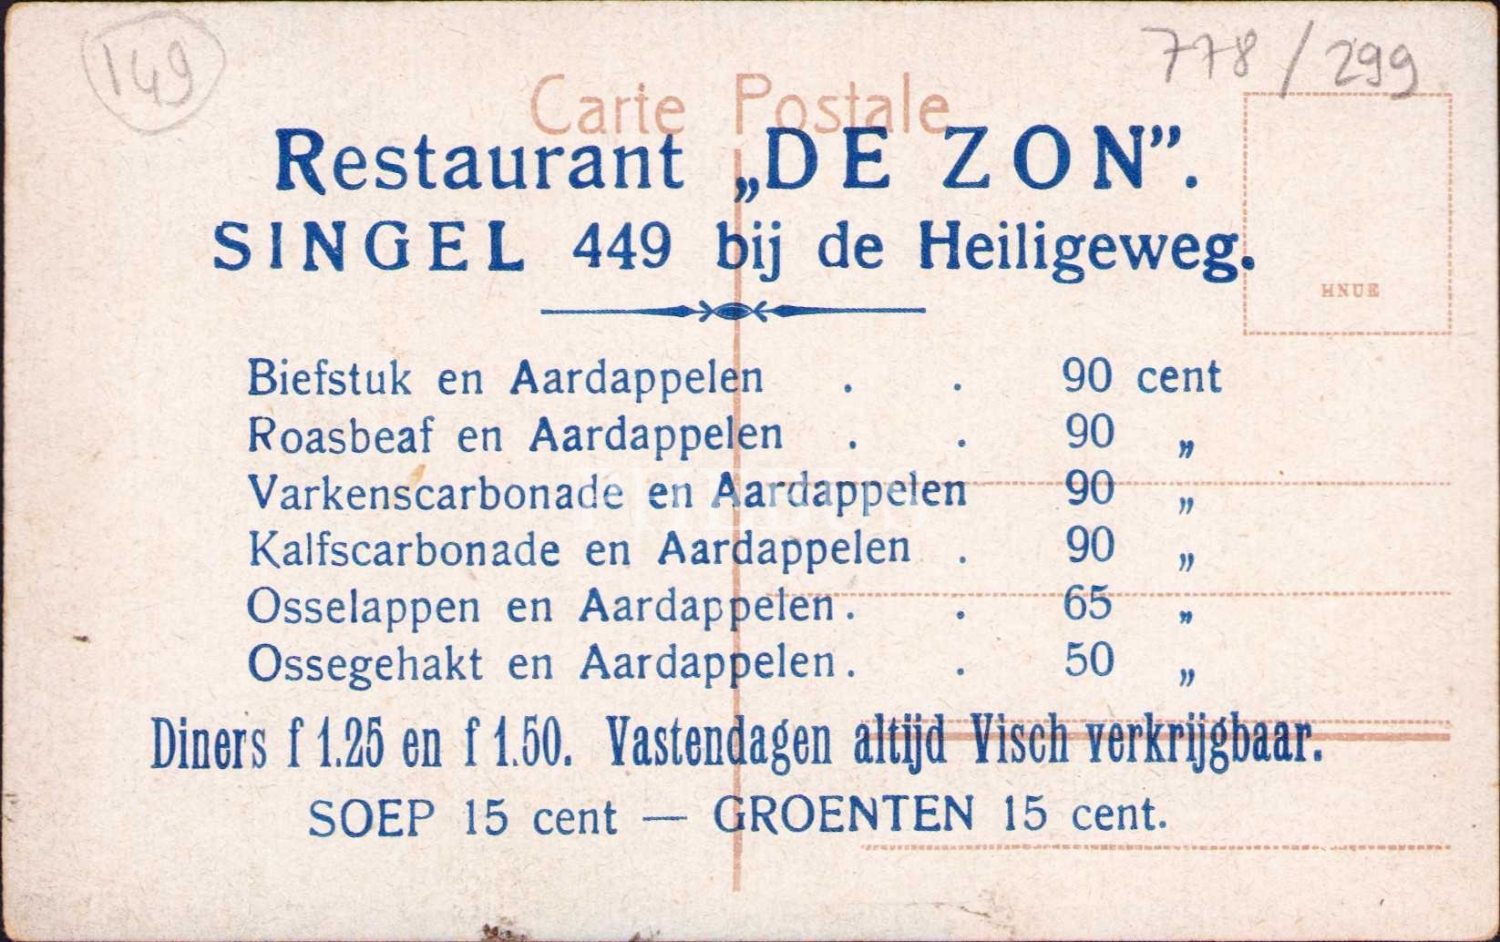 149
778/299
Carte Postale
Restaurant „DE ZON”.
SINGEL 449 bij de Heiligeweg.
HNUE
Biefstuk en Aardappelen . . 90 cent
Roasbeaf en Aardappelen . . 90 „
Varkenscarbonade en Aardappelen 90 „
Kalfscarbonade en Aardappelen . 90 „
Osselappen en Aardappelen . . 65 „
Ossegehakt en Aardappelen . . 50 „
Diners f 1.25 en f 1.50. Vastendagen altijd Visch verkrijgbaar.
SOEP 15 cent — GROENTEN 15 cent.